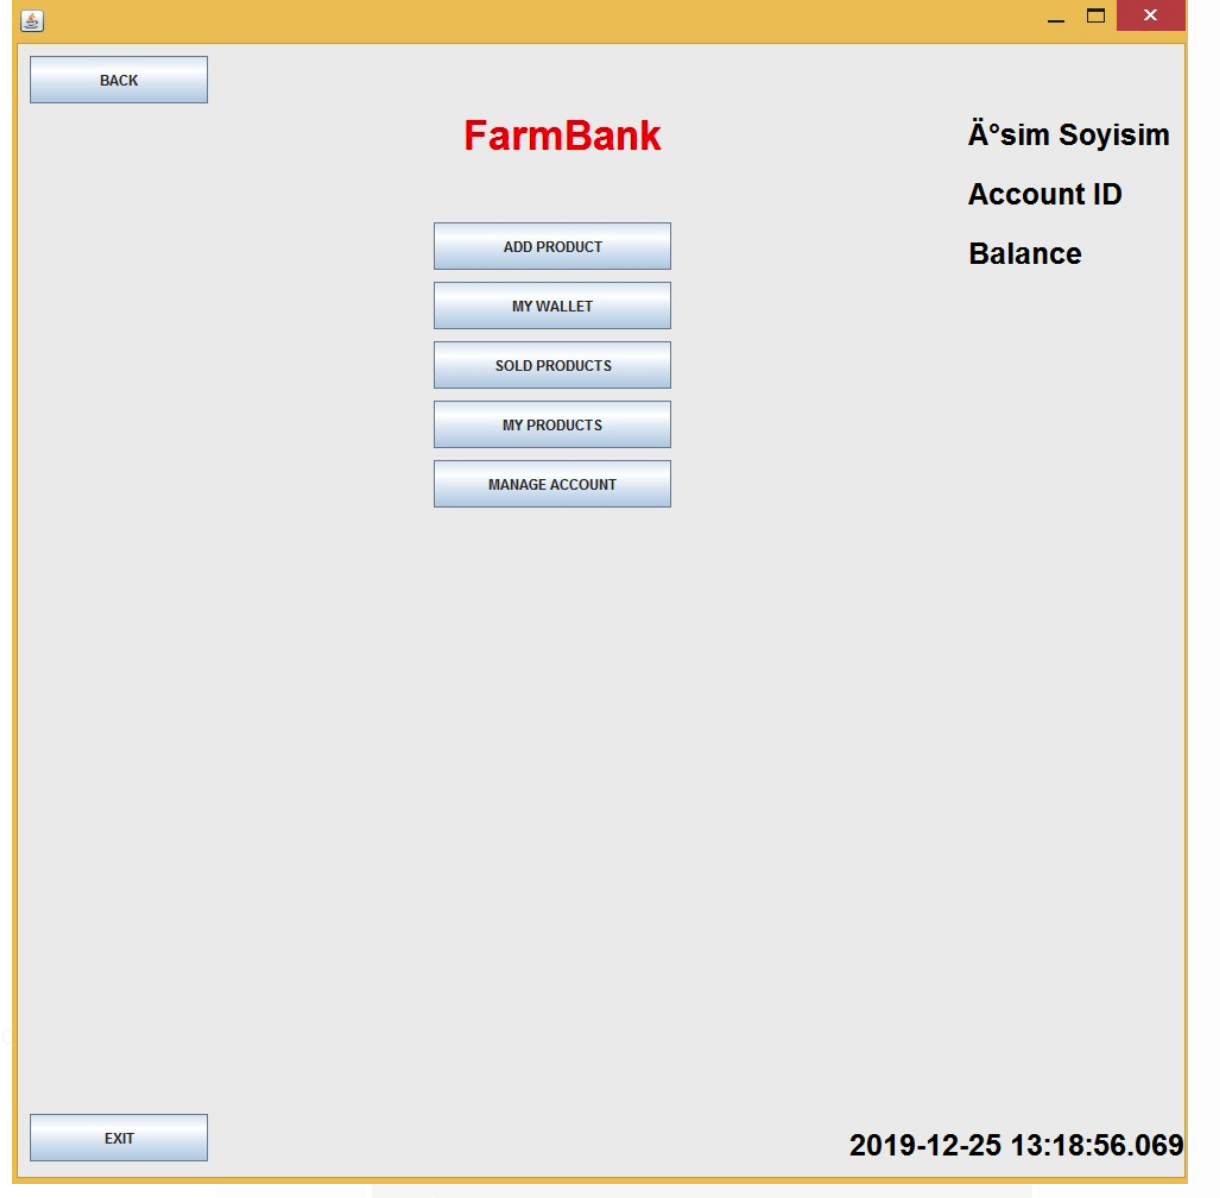 BACK
FarmBank
Ä°sim Soyisim
Account ID
Balance
ADD PRODUCT
MY WALLET
SOLD PRODUCTS
MY PRODUCTS
MANAGE ACCOUNT
EXIT
2019-12-25 13:18:56.069